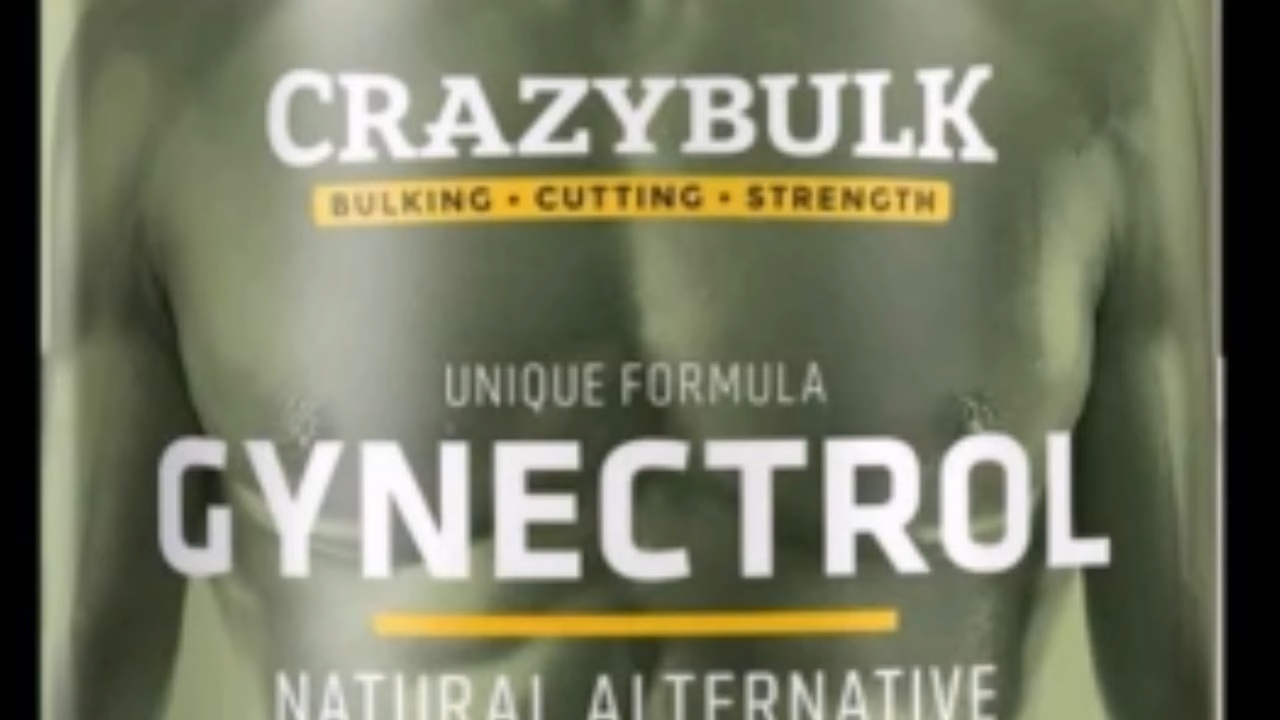 CRAZYBULK
BULKING • CUTTING • STRENGTH
UNIQUE FORMULA
GYNECTROL
NATURAL ALTERNATIVE